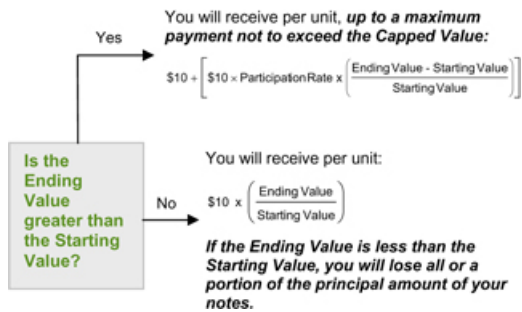 You will receive per unit, up to a maximum
payment not to exceed the Capped Value:
Yes
$10 + [ $10 × Participation Rate x ( Ending Value - Starting Value / Starting Value ) ]
Is the
Ending
Value
greater than
the Starting
Value?
No
You will receive per unit:
$10 x ( Ending Value / Starting Value )
If the Ending Value is less than the
Starting Value, you will lose all or a
portion of the principal amount of your
notes.